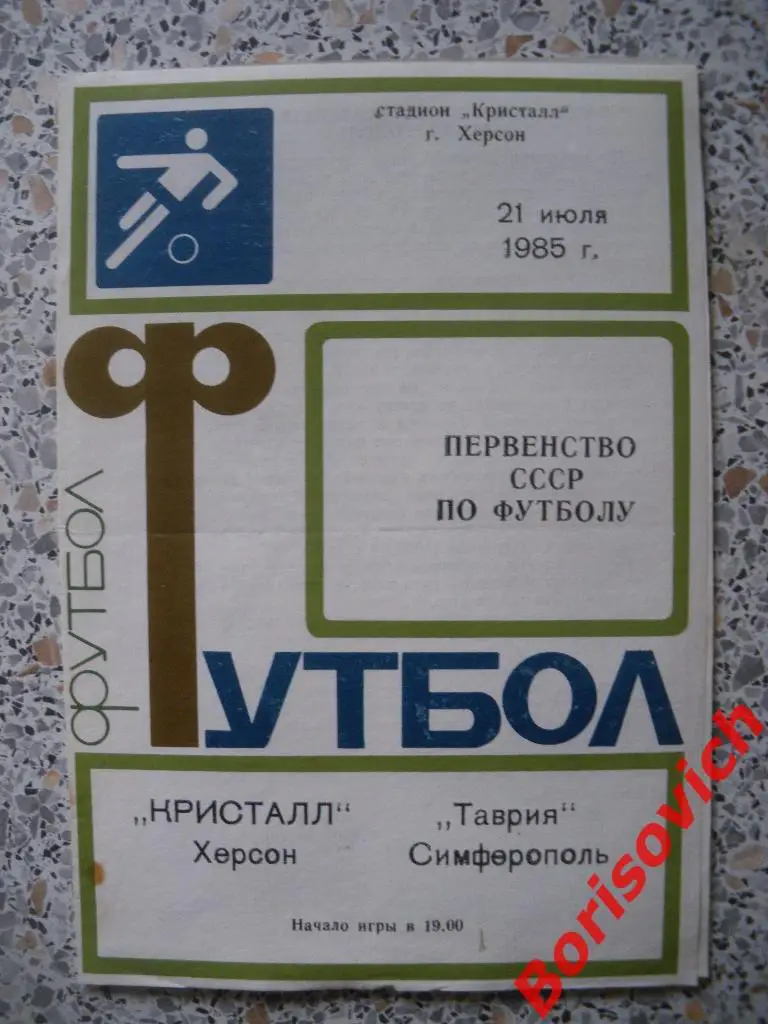 стадион „Кристалл"
г. Херсон
21 июля
1985 г.
ФУТБОЛ
ПЕРВЕНСТВО
СССР
ПО ФУТБОЛУ
ФУТБОЛ
„КРИСТАЛЛ"
Херсон
„Таврия"
Симферополь
Начало игры в 19.00
Borisovich